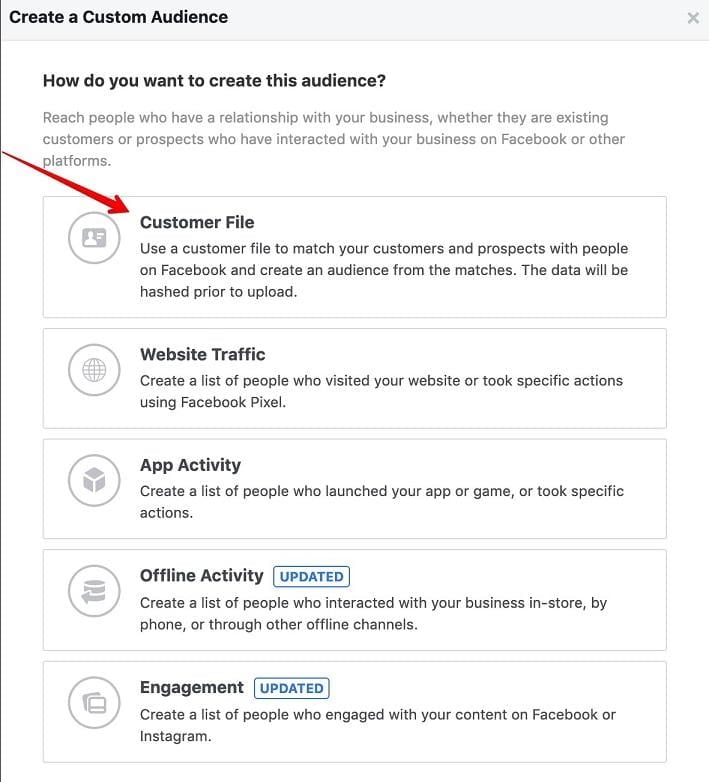 Create a Custom Audience
How do you want to create this audience?
Reach people who have a relationship with your business, whether they are existing
customers or prospects who have interacted with your business on Facebook or other
platforms.
Customer File
Use a customer file to match your customers and prospects with people
on Facebook and create an audience from the matches. The data will be
hashed prior to upload.
Website Traffic
Create a list of people who visited your website or took specific actions
using Facebook Pixel.
App Activity
Create a list of people who launched your app or game, or took specific
actions.
Offline Activity UPDATED
Create a list of people who interacted with your business in-store, by
phone, or through other offline channels.
Engagement UPDATED
Create a list of people who engaged with your content on Facebook or
Instagram.